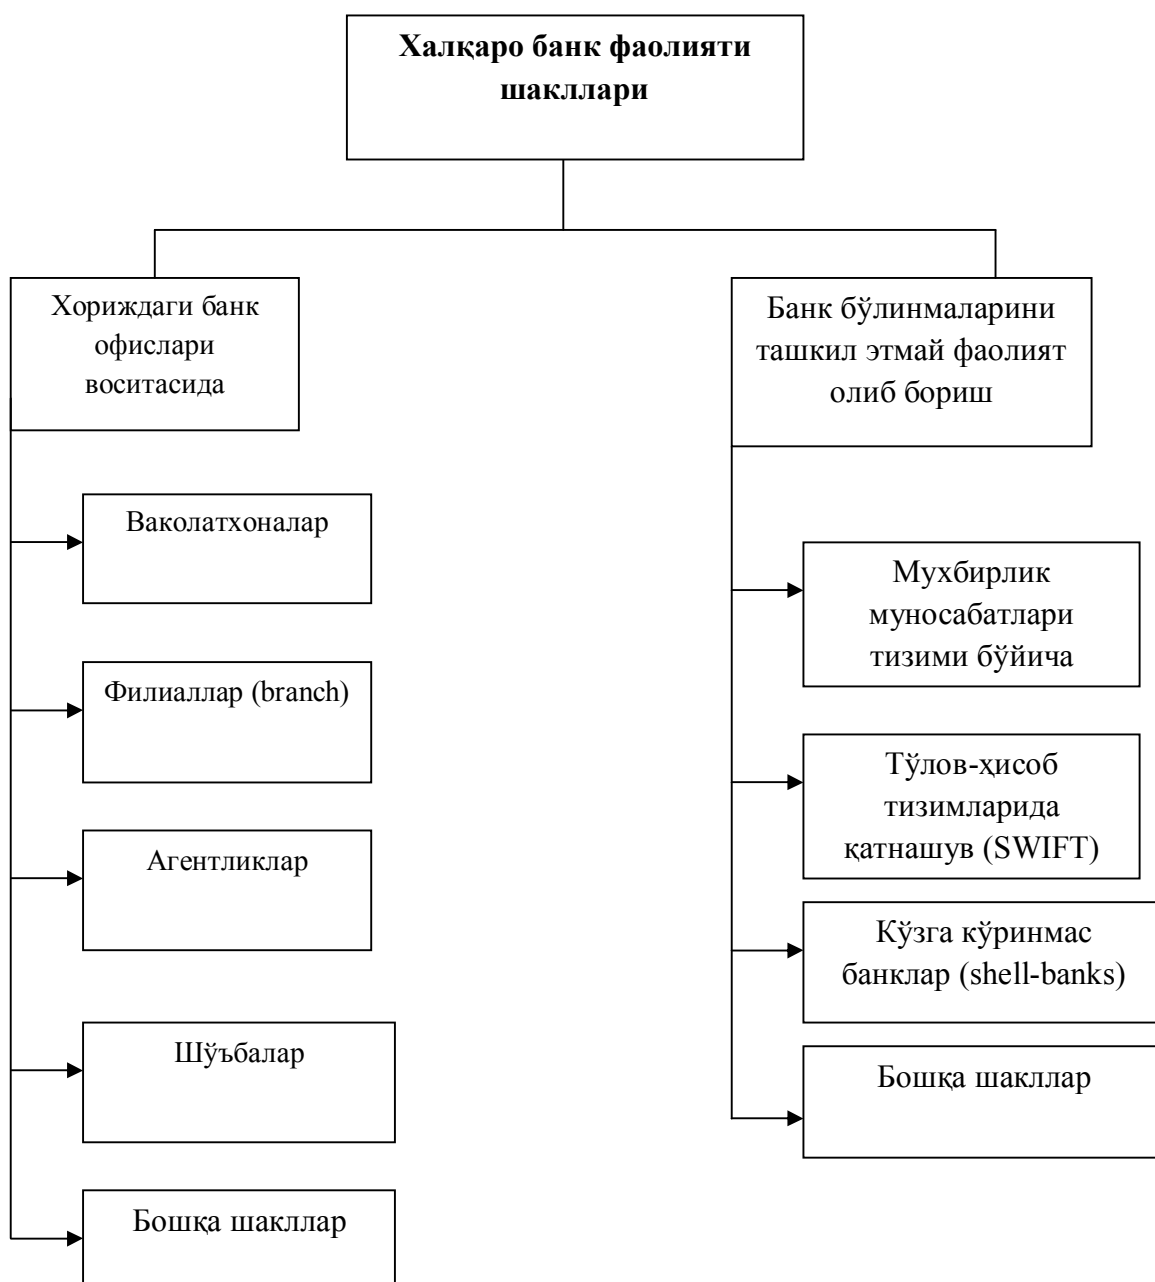 Халқаро банк фаолияти
шакллари
Хориждаги банк
офислари
воситасида
Ваколатхоналар
Филиаллар (branch)
Агентликлар
Шўъбалар
Бошқа шакллар
Банк бўлинмаларини
ташкил этмай фаолият
олиб бориш
Мухбирлик
муносабатлари
тизими бўйича
Тўлов-ҳисоб
тизимларида
қатнашув (SWIFT)
Кўзга кўринмас
банклар (shell-banks)
Бошқа шакллар